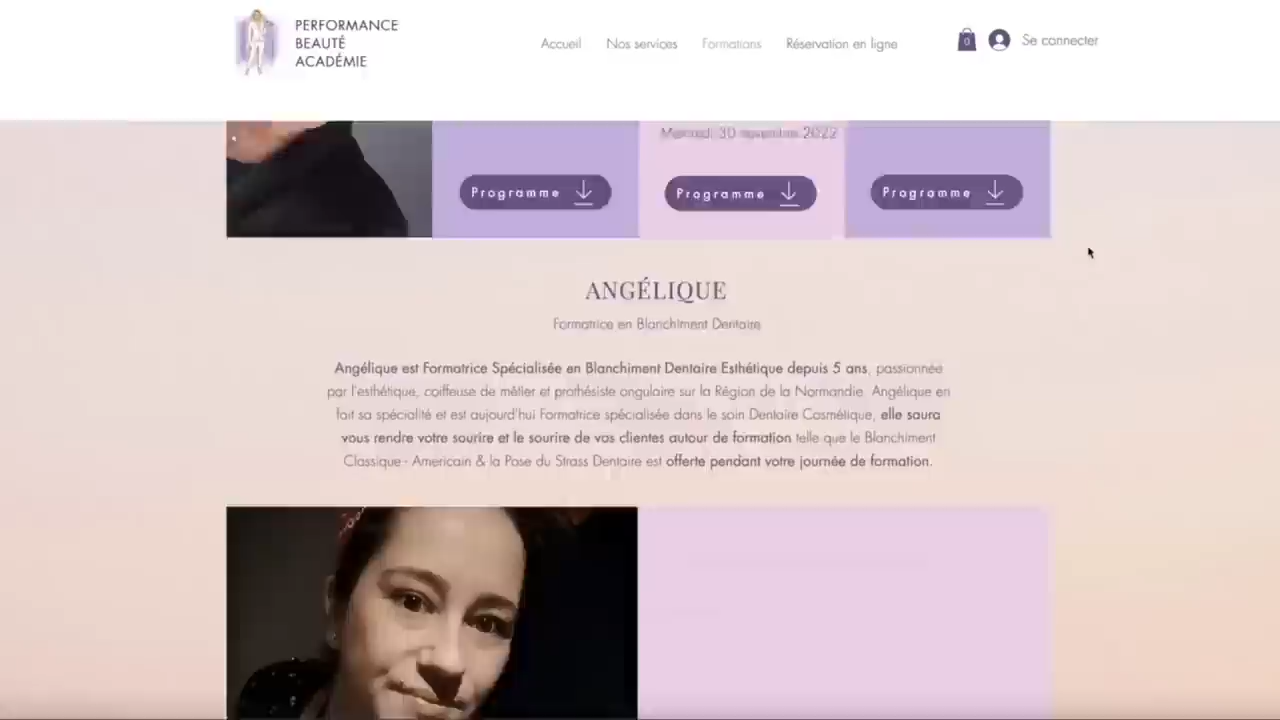 PERFORMANCE
BEAUTÉ
ACADÉMIE
Accueil
Nos services
Formations
Réservation en ligne
0
Se connecter
Mercredi 30 novembre 2022
Programme
Programme
Programme
ANGÉLIQUE
Formatrice en Blanchiment Dentaire
Angélique est Formatrice Spécialisée en Blanchiment Dentaire Esthétique depuis 5 ans, passionnée
par l'esthétique, coiffeuse de métier et prothésiste ongulaire sur la Région de la Normandie. Angélique en
fait sa spécialité et est aujourd'hui Formatrice spécialisée dans le soin Dentaire Cosmétique, elle saura
vous rendre votre sourire et le sourire de vos clientes autour de formation telle que le Blanchiment
Classique - Americain & la Pose du Strass Dentaire est offerte pendant votre journée de formation.